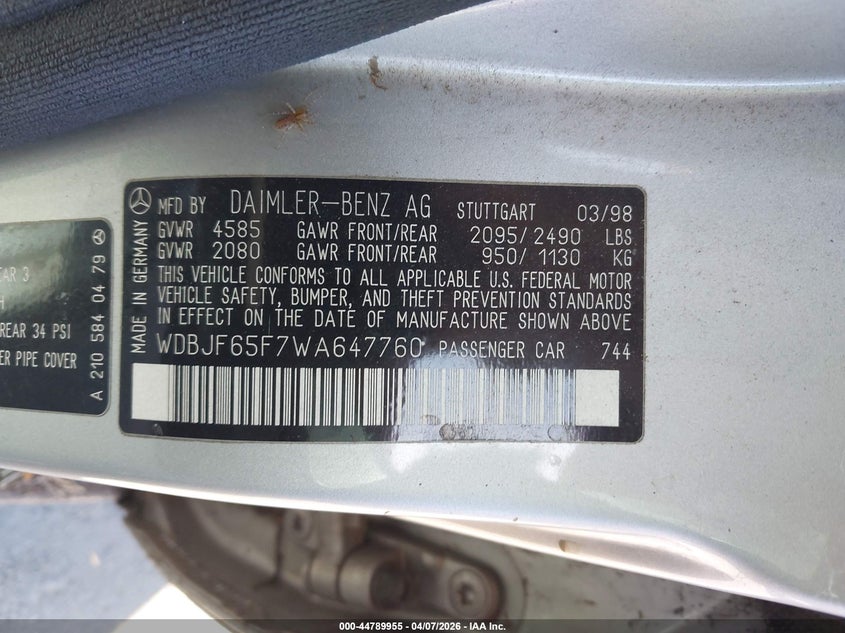 MFD BY DAIMLER-BENZ AG STUTTGART 03/98
GVWR 4585 GAWR FRONT/REAR 2095/2490 LBS
GVWR 2080 GAWR FRONT/REAR 950/1130 KG
THIS VEHICLE CONFORMS TO ALL APPLICABLE U.S. FEDERAL MOTOR
VEHICLE SAFETY, BUMPER, AND THEFT PREVENTION STANDARDS
IN EFFECT ON THE DATE OF MANUFACTURE SHOWN ABOVE
WDBJF65F7WA647760 PASSENGER CAR 744
MADE IN GERMANY
EAR 3
H
REAR 34 PSI
ER PIPE COVER
A 210 584 04 79
000-44789955 - 04/07/2026 - IAA Inc.